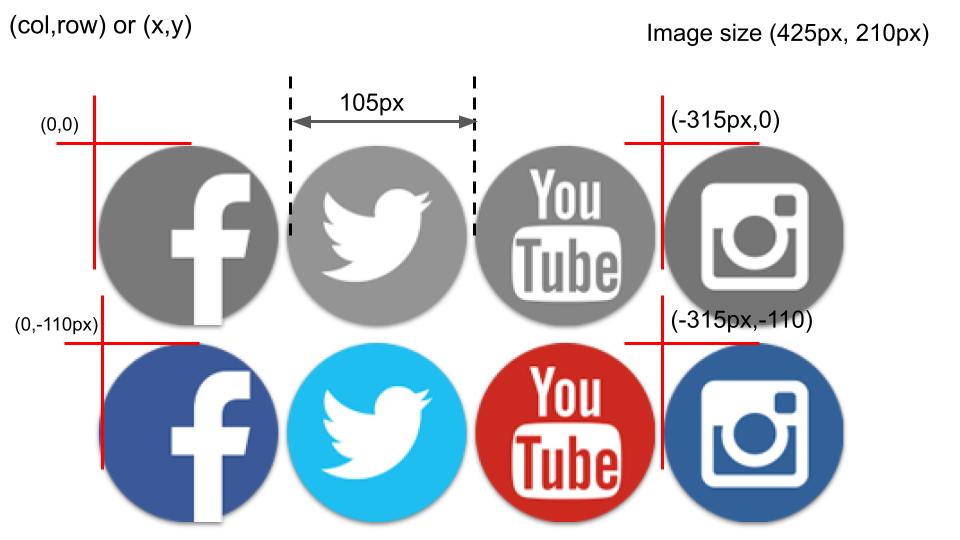 (col,row) or (x,y)
Image size (425px, 210px)
105px
(0,0)
(-315px,0)
You
Tube
(0,-110px)
(-315px,-110)
You
Tube